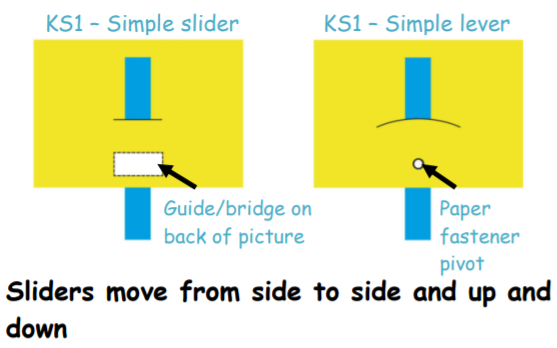 KS1 – Simple slider
KS1 – Simple lever
Guide/bridge on
back of picture
Paper
fastener
pivot
Sliders move from side to side and up and
down